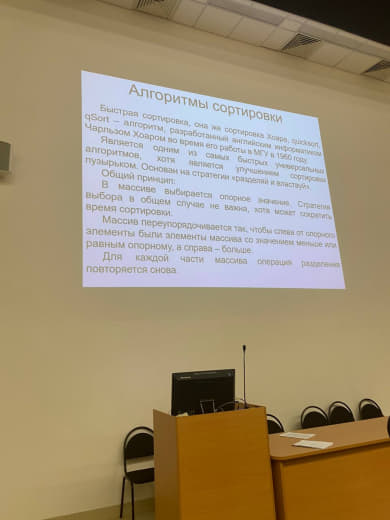 Алгоритмы сортировки
Быстрая сортировка, она же сортировка Хоара, quicksort,
qSort – алгоритм, разработанный английским информатиком
Чарльзом Хоаром во время его работы в МГУ в 1960 году.
Является одним из самых быстрых универсальных
алгоритмов, хотя является улучшением сортировки
пузырьком. Основан на стратегии «разделяй и властвуй».
Общий принцип:
В массиве выбирается опорное значение. Стратегия
выбора в общем случае не важна, хотя может сократить
время сортировки.
Массив переупорядочивается так, чтобы слева от опорного
элементы были элементы массива со значением меньше или
равным опорному, а справа – больше.
Для каждой части массива операция разделения
повторяется снова.